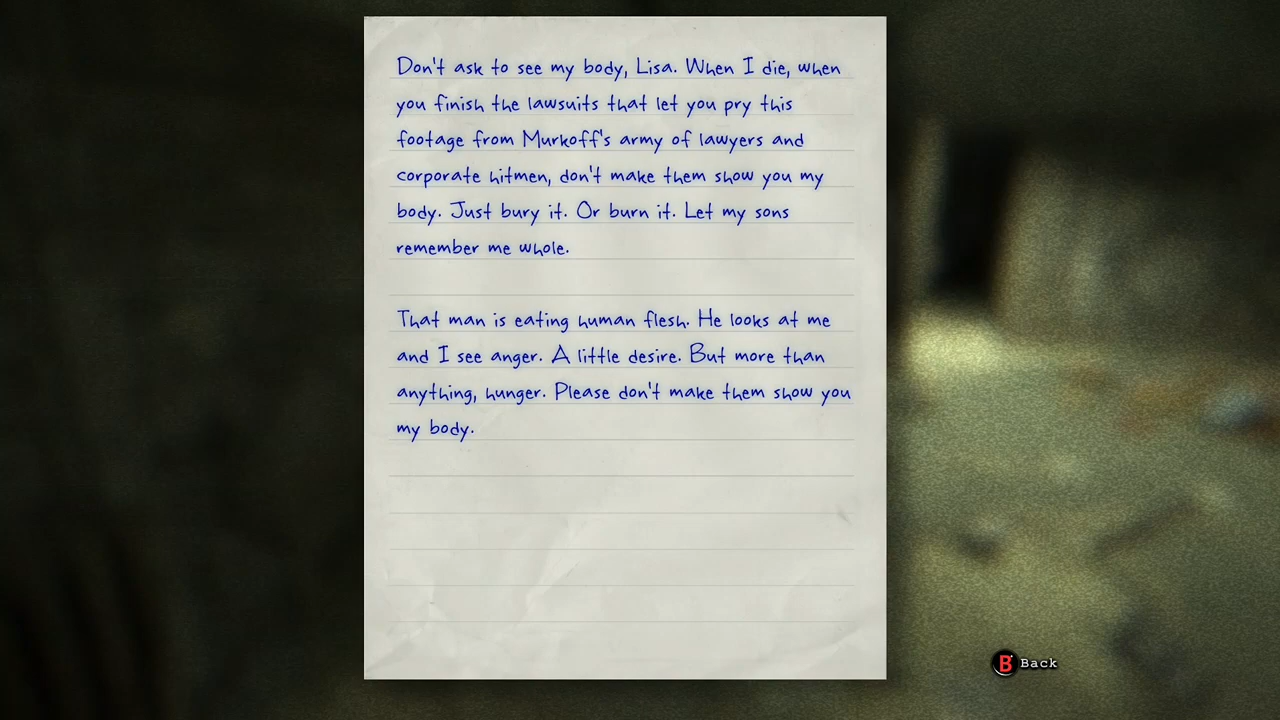 Don't ask to see my body, Lisa. When I die, when
you finish the lawsuits that let you pry this
footage from Murkoff's army of lawyers and
corporate hitmen, don't make them show you my
body. Just bury it. Or burn it. Let my sons
remember me whole.
That man is eating human flesh. He looks at me
and I see anger. A little desire. But more than
anything, hunger. Please don't make them show you
my body.
B Back